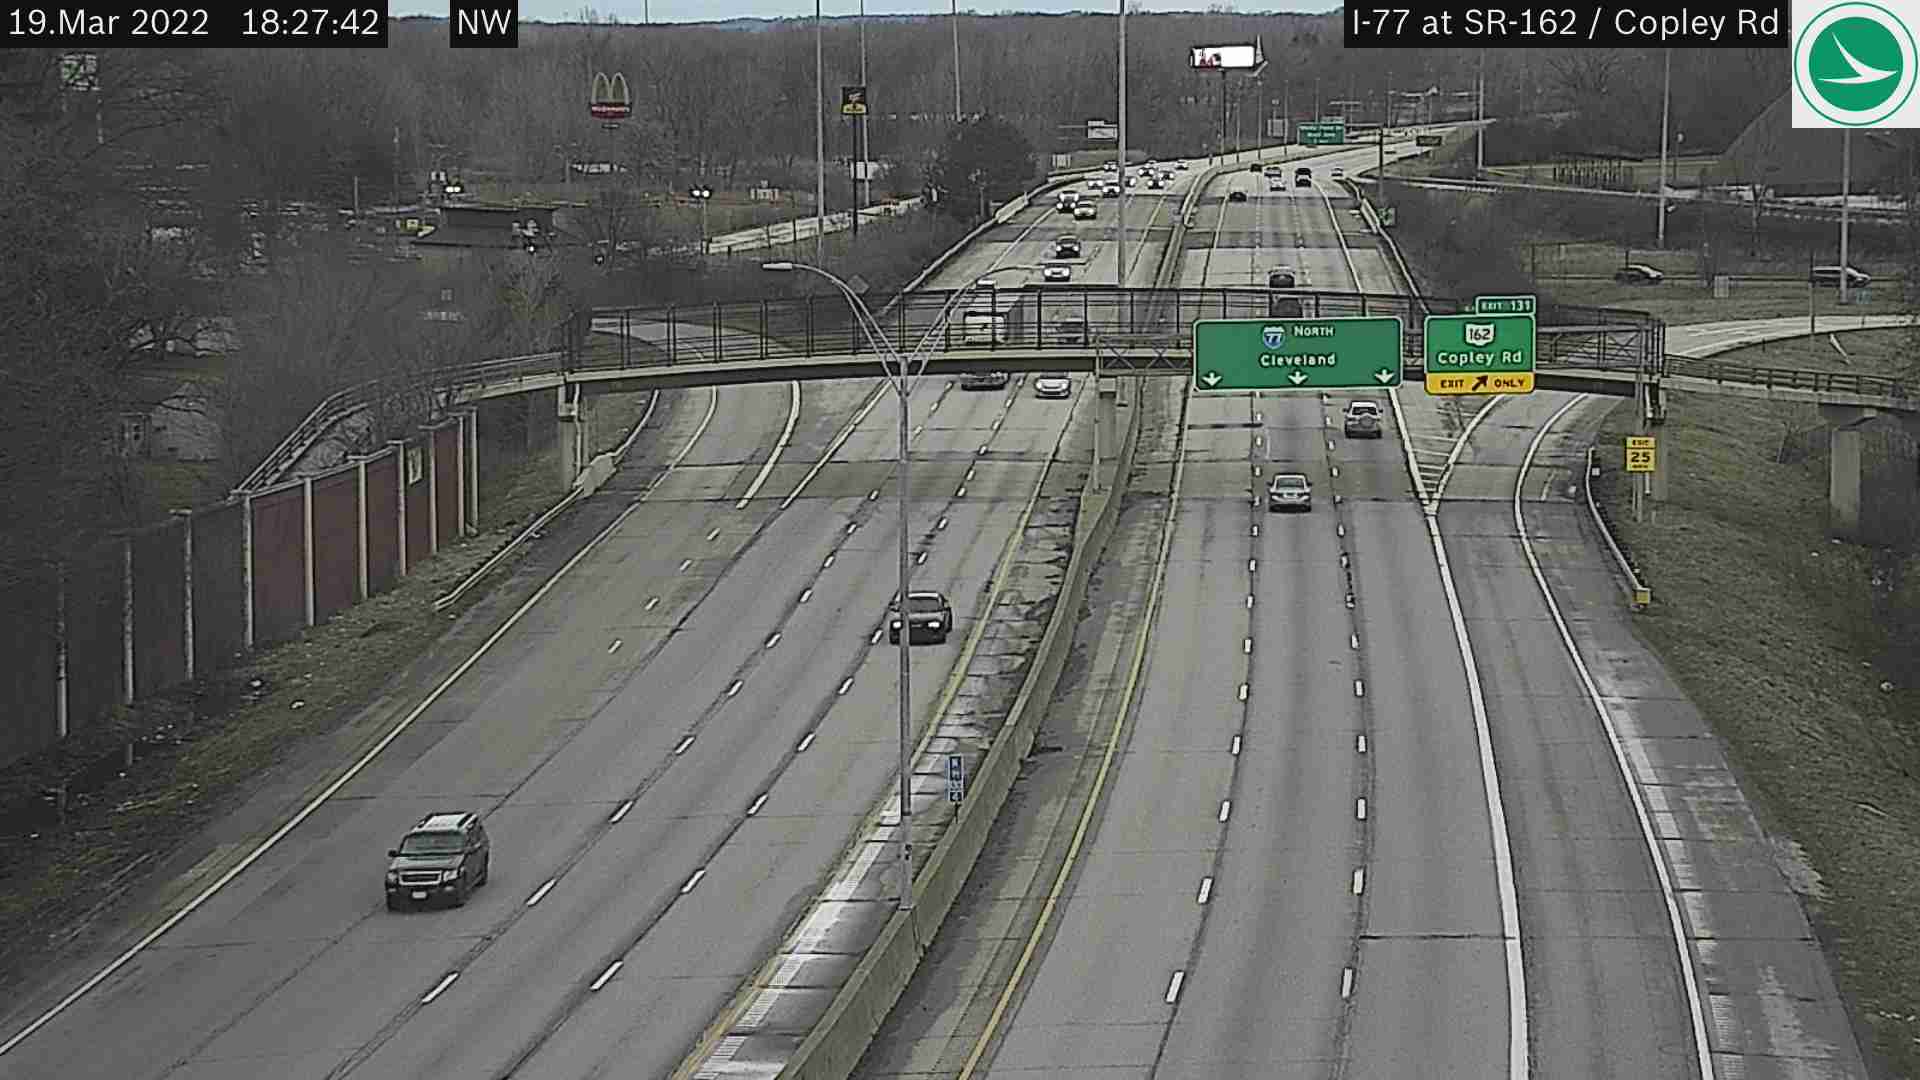 19.Mar 2022 18:27:42
NW
I-77 at SR-162 / Copley Rd
McDonald's
EXIT 131
77 NORTH
Cleveland
162
Copley Rd
EXIT ONLY
EXIT
25